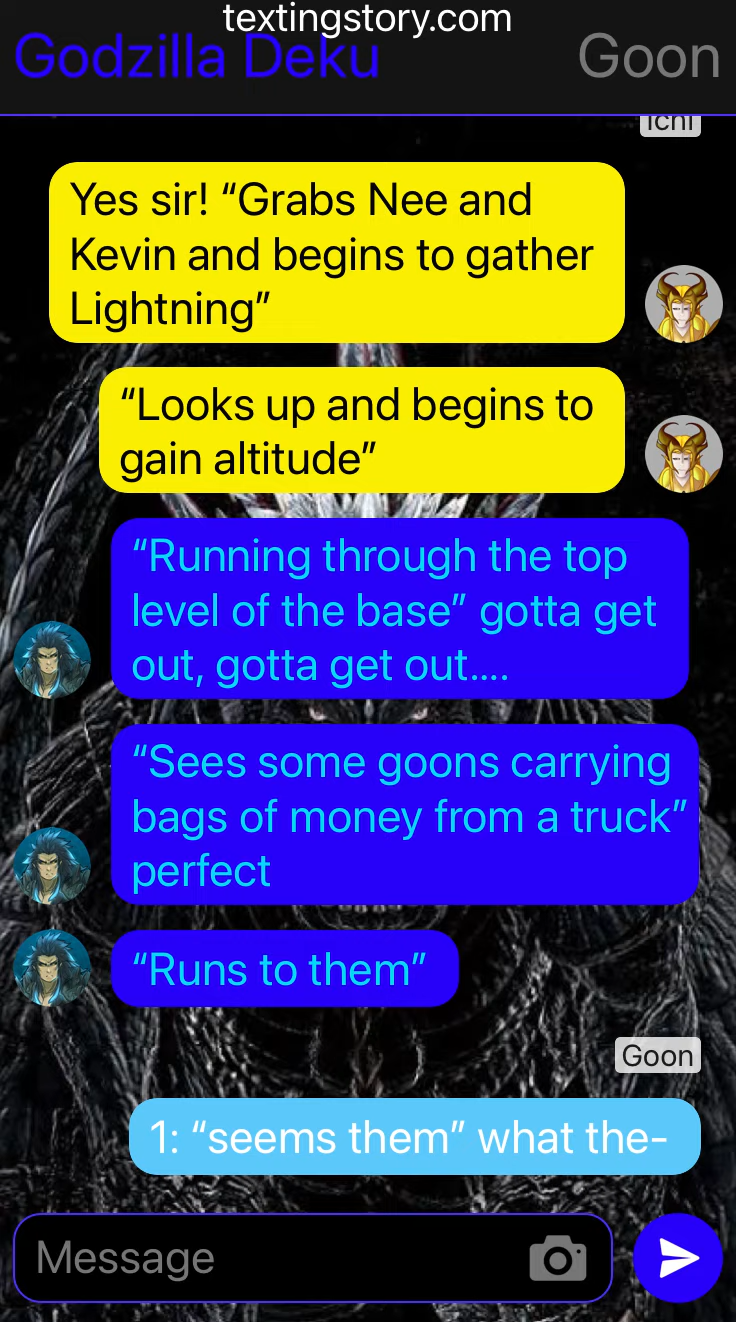 textingstory.com
Godzilla Deku Goon
Ichi
Yes sir! “Grabs Nee and
Kevin and begins to gather
Lightning”
“Looks up and begins to
gain altitude”
“Running through the top
level of the base” gotta get
out, gotta get out....
“Sees some goons carrying
bags of money from a truck”
perfect
“Runs to them”
Goon
1: “seems them” what the-
Message